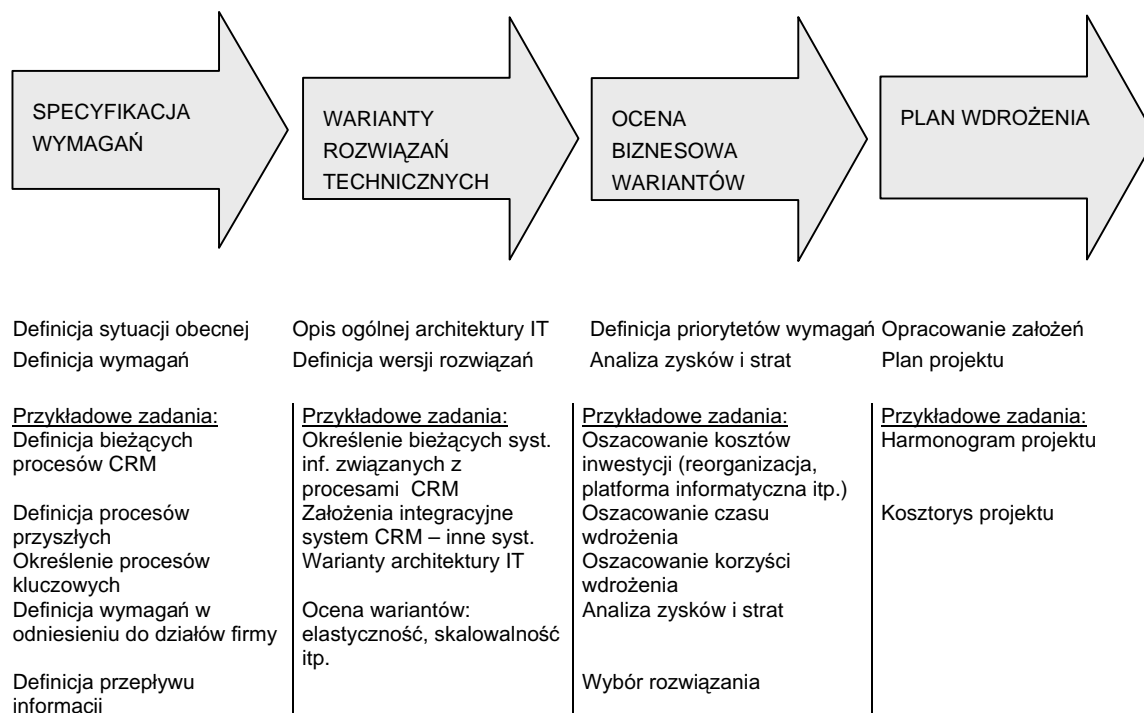 SPECYFIKACJA
WYMAGAŃ
WARIANTY
ROZWIĄZAŃ
TECHNICZNYCH
OCENA
BIZNESOWA
WARIANTÓW
PLAN WDROŻENIA
Definicja sytuacji obecnej
Definicja wymagań
Opis ogólnej architektury IT
Definicja wersji rozwiązań
Definicja priorytetów wymagań
Analiza zysków i strat
Opracowanie założeń
Plan projektu
Przykładowe zadania:
Definicja bieżących
procesów CRM
Definicja procesów
przyszłych
Określenie procesów
kluczowych
Definicja wymagań w
odniesieniu do działów firmy
Definicja przepływu
informacji
Przykładowe zadania:
Określenie bieżących syst.
inf. związanych z
procesami CRM
Założenia integracyjne
system CRM – inne syst.
Warianty architektury IT
Ocena wariantów:
elastyczność, skalowalność
itp.
Przykładowe zadania:
Oszacowanie kosztów
inwestycji (reorganizacja,
platforma informatyczna itp.)
Oszacowanie czasu
wdrożenia
Oszacowanie korzyści
wdrożenia
Analiza zysków i strat
Wybór rozwiązania
Przykładowe zadania:
Harmonogram projektu
Kosztorys projektu